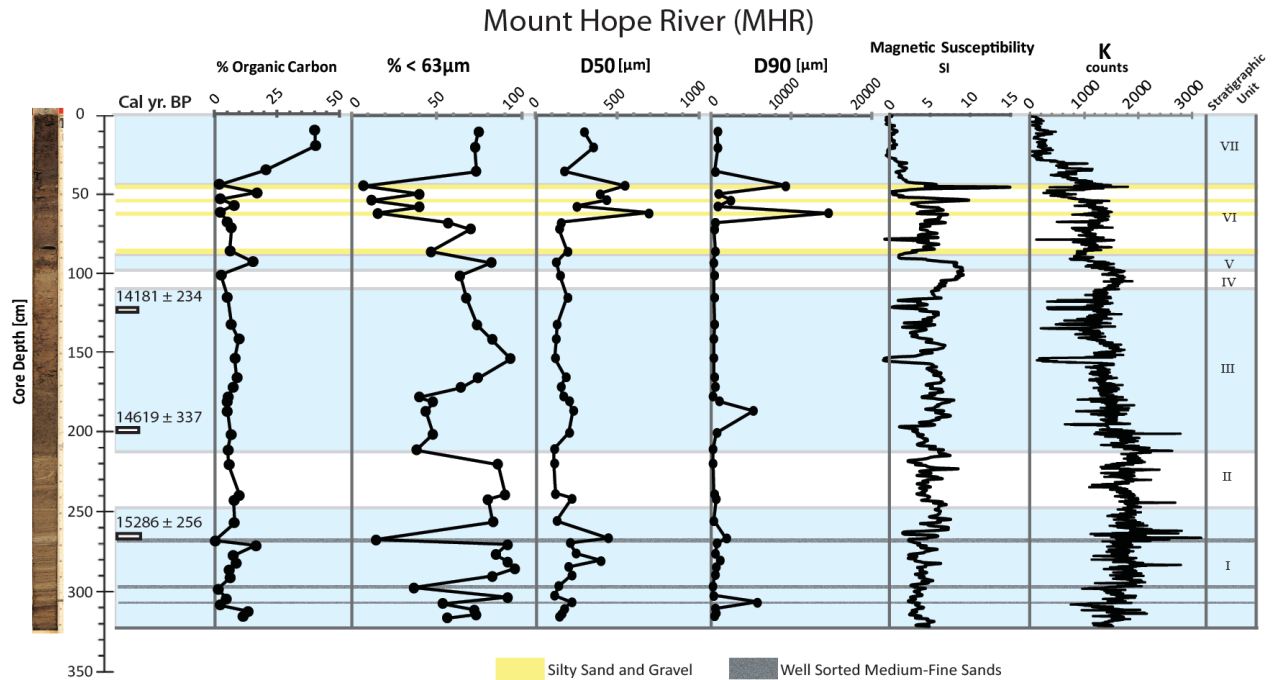 Mount Hope River (MHR)
% Organic Carbon
% < 63μm
D50 [μm]
D90 [μm]
Magnetic Susceptibility
SI
K
counts
Stratigraphic
Unit
Cal yr. BP
0 25 50
0 50 100
0 500 1000
0 10000 20000
0 5 10 15
0 1000 2000 3000
Core Depth [cm]
0
50
100
150
200
250
300
350
14181 ± 234
14619 ± 337
15286 ± 256
VII
VI
V
IV
III
II
I
Silty Sand and Gravel
Well Sorted Medium-Fine Sands